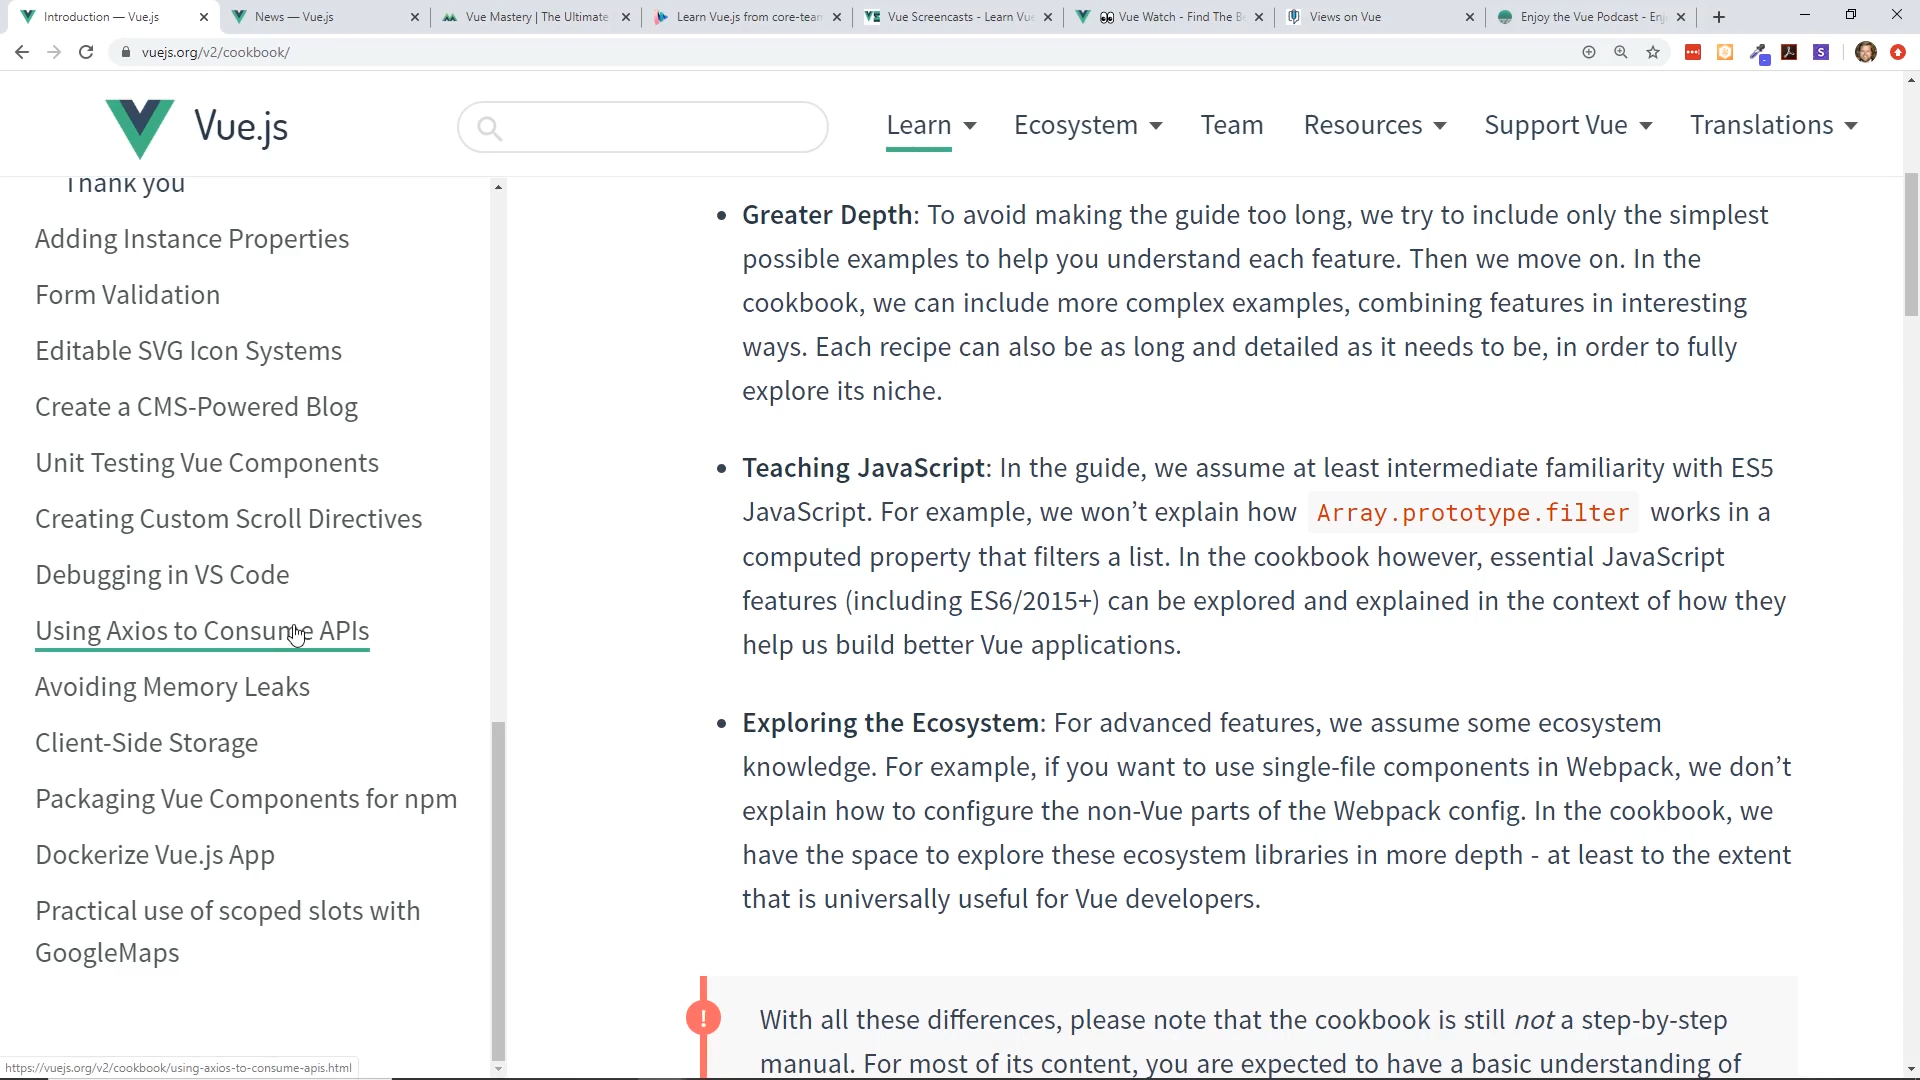 Introduction — Vue.js
News — Vue.js
Vue Mastery | The Ultimate
Learn Vue.js from core-tean
Vue Screencasts - Learn Vue
Vue Watch - Find The Be
Views on Vue
Enjoy the Vue Podcast - Enj
vuejs.org/v2/cookbook/
Vue.js
Learn
Ecosystem
Team
Resources
Support Vue
Translations
Thank you
Adding Instance Properties
Form Validation
Editable SVG Icon Systems
Create a CMS-Powered Blog
Unit Testing Vue Components
Creating Custom Scroll Directives
Debugging in VS Code
Using Axios to Consume APIs
Avoiding Memory Leaks
Client-Side Storage
Packaging Vue Components for npm
Dockerize Vue.js App
Practical use of scoped slots with
GoogleMaps
Greater Depth: To avoid making the guide too long, we try to include only the simplest
possible examples to help you understand each feature. Then we move on. In the
cookbook, we can include more complex examples, combining features in interesting
ways. Each recipe can also be as long and detailed as it needs to be, in order to fully
explore its niche.
Teaching JavaScript: In the guide, we assume at least intermediate familiarity with ES5
JavaScript. For example, we won’t explain how Array.prototype.filter works in a
computed property that filters a list. In the cookbook however, essential JavaScript
features (including ES6/2015+) can be explored and explained in the context of how they
help us build better Vue applications.
Exploring the Ecosystem: For advanced features, we assume some ecosystem
knowledge. For example, if you want to use single-file components in Webpack, we don’t
explain how to configure the non-Vue parts of the Webpack config. In the cookbook, we
have the space to explore these ecosystem libraries in more depth - at least to the extent
that is universally useful for Vue developers.
!
With all these differences, please note that the cookbook is still not a step-by-step
manual. For most of its content, you are expected to have a basic understanding of
https://vuejs.org/v2/cookbook/using-axios-to-consume-apis.html